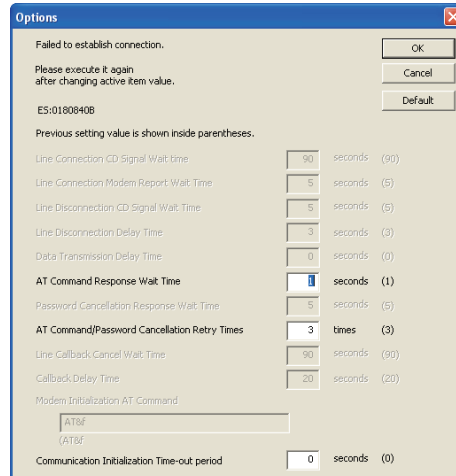 Options
Failed to establish connection.
OK
Please execute it again
after changing active item value.
Cancel
Default
ES:0180840B
Previous setting value is shown inside parentheses.
Line Connection CD Signal Wait time 90 seconds (90)
Line Connection Modem Report Wait Time 5 seconds (5)
Line Disconnection CD Signal Wait Time 5 seconds (5)
Line Disconnection Delay Time 3 seconds (3)
Data Transmission Delay Time 0 seconds (0)
AT Command Response Wait Time 1 seconds (1)
Password Cancellation Response Wait Time 5 seconds (5)
AT Command/Password Cancellation Retry Times 3 times (3)
Line Callback Cancel Wait Time 90 seconds (90)
Callback Delay Time 20 seconds (20)
Modem Initialization AT Command
AT&f
(AT&f
Communication Initialization Time-out period 0 seconds (0)